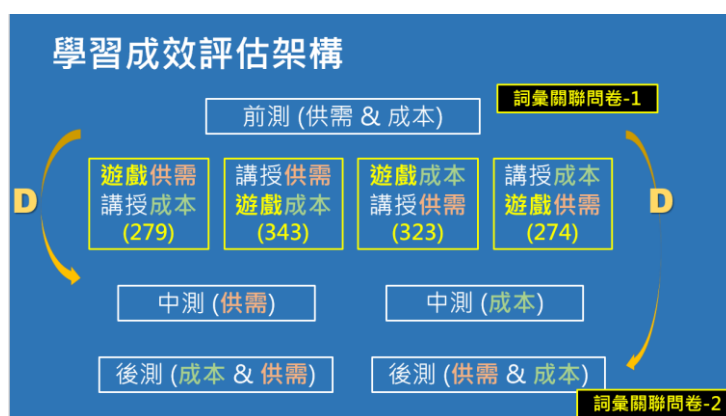 學習成效評估架構
詞彙關聯問卷-1
前測 (供需 & 成本)
D
遊戲供需
講授成本
(279)
講授供需
遊戲成本
(343)
遊戲成本
講授供需
(323)
講授成本
遊戲供需
(274)
D
中測 (供需)
中測 (成本)
後測 (成本 & 供需)
後測 (供需 & 成本)
詞彙關聯問卷-2